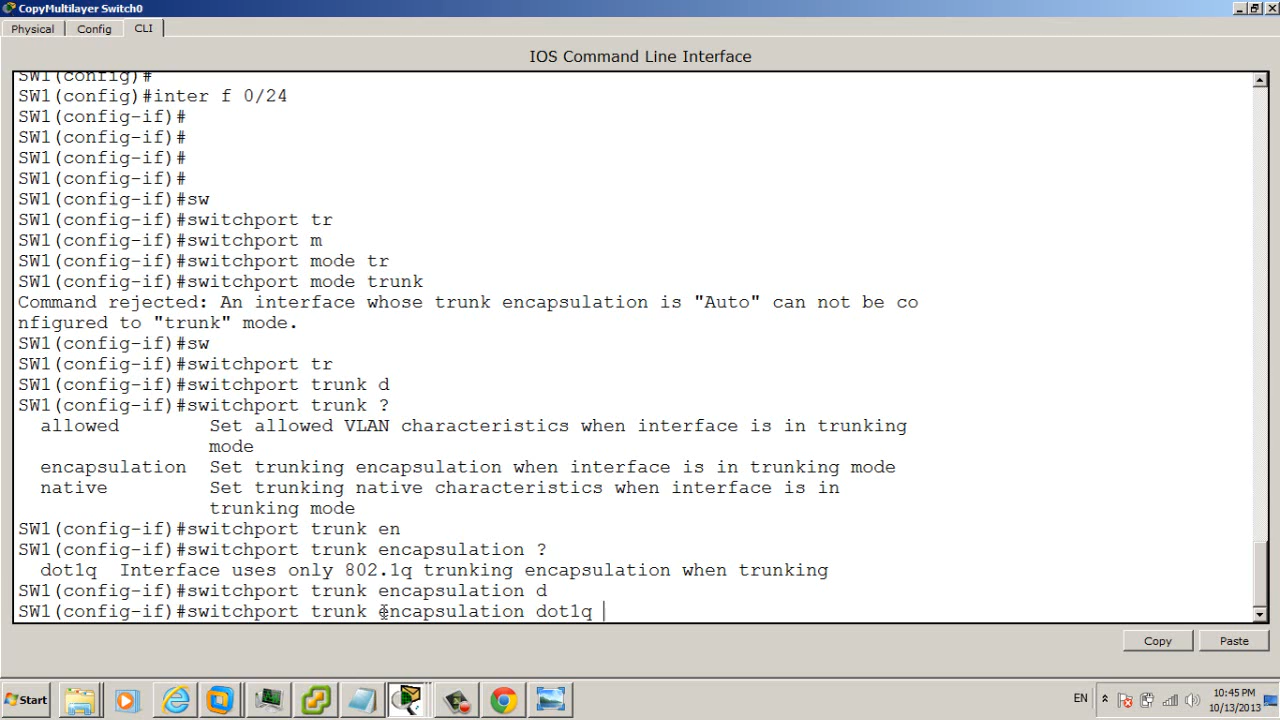 CopyMultilayer Switch0
Physical Config CLI
IOS Command Line Interface
SW1(config)#
SW1(config)#inter f 0/24
SW1(config-if)#
SW1(config-if)#
SW1(config-if)#
SW1(config-if)#
SW1(config-if)#sw
SW1(config-if)#switchport tr
SW1(config-if)#switchport m
SW1(config-if)#switchport mode tr
SW1(config-if)#switchport mode trunk
Command rejected: An interface whose trunk encapsulation is "Auto" can not be co
nfigured to "trunk" mode.
SW1(config-if)#sw
SW1(config-if)#switchport tr
SW1(config-if)#switchport trunk d
SW1(config-if)#switchport trunk ?
allowed Set allowed VLAN characteristics when interface is in trunking
mode
encapsulation Set trunking encapsulation when interface is in trunking mode
native Set trunking native characteristics when interface is in
trunking mode
SW1(config-if)#switchport trunk en
SW1(config-if)#switchport trunk encapsulation ?
dot1q Interface uses only 802.1q trunking encapsulation when trunking
SW1(config-if)#switchport trunk encapsulation d
SW1(config-if)#switchport trunk encapsulation dot1q
Copy Paste
Start EN 10:45 PM
10/13/2013